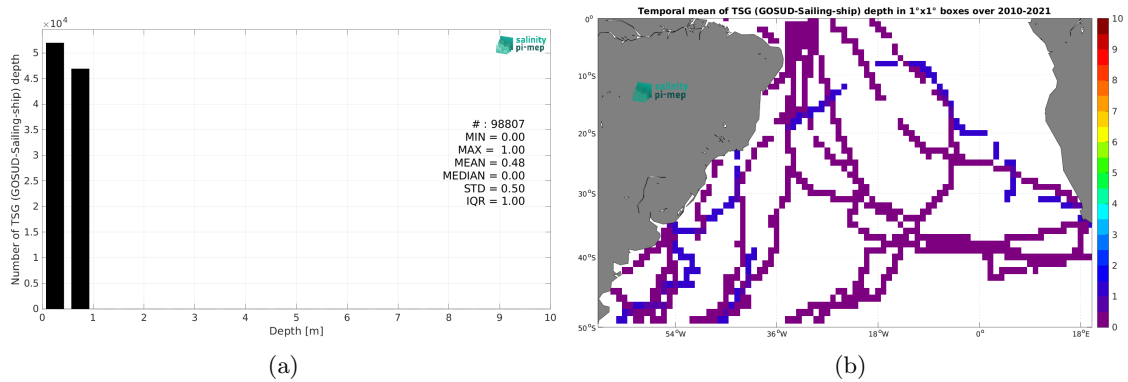 ×10⁴
5
4.5
4
3.5
3
2.5
2
1.5
1
0.5
0
0 1 2 3 4 5 6 7 8 9 10
Depth [m]
Number of TSG (GOSUD-Sailing-ship) depth
salinity
pi-mep
# : 98807
MIN = 0.00
MAX = 1.00
MEAN = 0.48
MEDIAN = 0.00
STD = 0.50
IQR = 1.00
(a)
Temporal mean of TSG (GOSUD-Sailing-ship) depth in 1°x1° boxes over 2010-2021
0°
10°S
20°S
30°S
40°S
50°S
54°W 36°W 18°W 0° 18°E
salinity
pi-mep
10
9
8
7
6
5
4
3
2
1
0
(b)